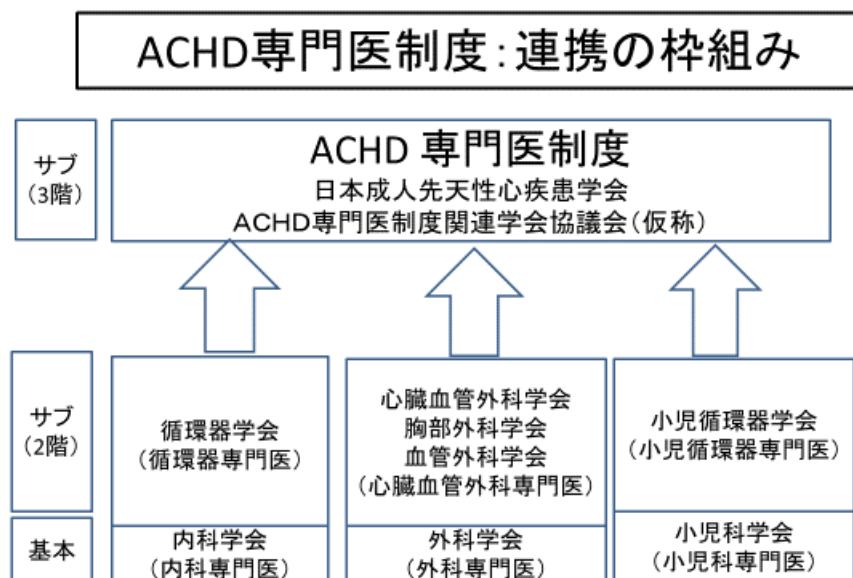 ACHD専門医制度:連携の枠組み
サブ
(3階)
ACHD 専門医制度
日本成人先天性心疾患学会
ACHD専門医制度関連学会協議会(仮称)
サブ
(2階)
循環器学会
(循環器専門医)
心臓血管外科学会
胸部外科学会
血管外科学会
(心臓血管外科専門医)
小児循環器学会
(小児循環器専門医)
基本
内科学会
(内科専門医)
外科学会
(外科専門医)
小児科学会
(小児科専門医)